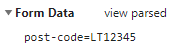 ▼ Form Data view parsed
post-code=LT12345